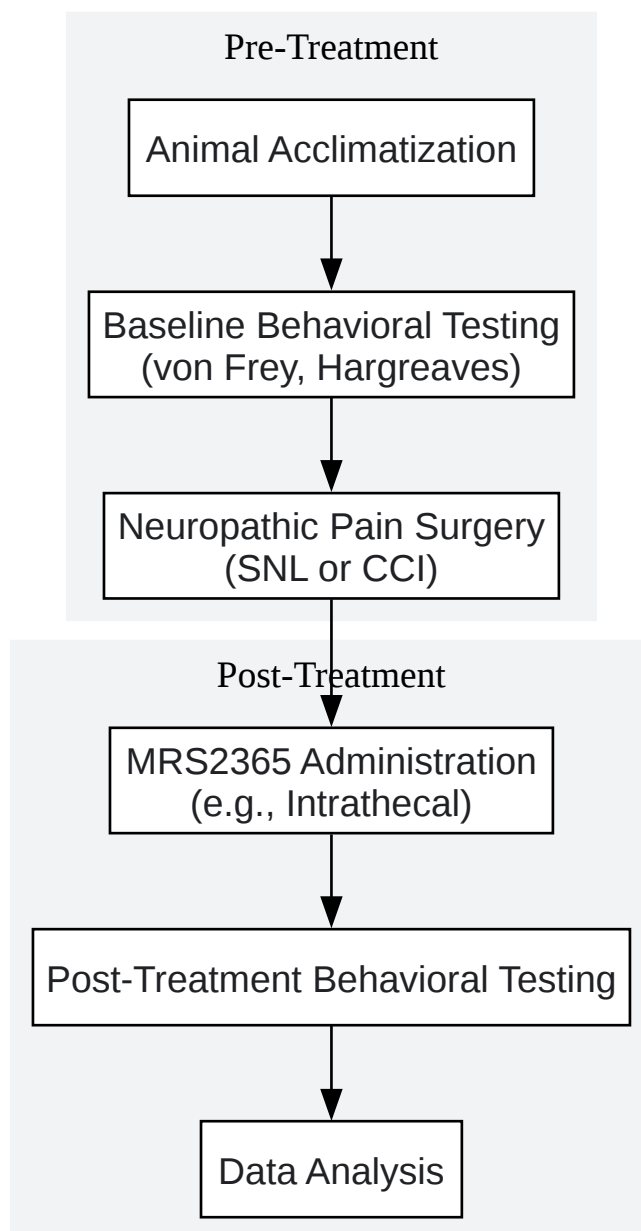 Pre-Treatment
Animal Acclimatization
Baseline Behavioral Testing
(von Frey, Hargreaves)
Neuropathic Pain Surgery
(SNL or CCI)
Post-Treatment
MRS2365 Administration
(e.g., Intrathecal)
Post-Treatment Behavioral Testing
Data Analysis